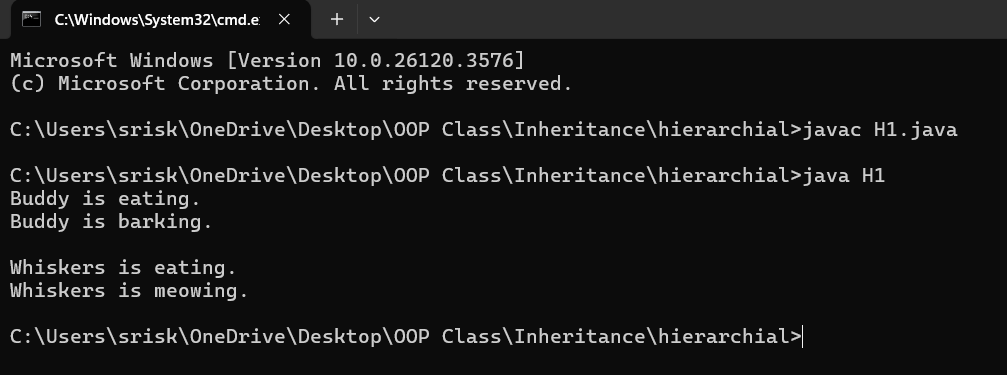 C:\Windows\System32\cmd.e
Microsoft Windows [Version 10.0.26120.3576]
(c) Microsoft Corporation. All rights reserved.
C:\Users\srisk\OneDrive\Desktop\OOP Class\Inheritance\hierarchial>javac H1.java
C:\Users\srisk\OneDrive\Desktop\OOP Class\Inheritance\hierarchial>java H1
Buddy is eating.
Buddy is barking.
Whiskers is eating.
Whiskers is meowing.
C:\Users\srisk\OneDrive\Desktop\OOP Class\Inheritance\hierarchial>